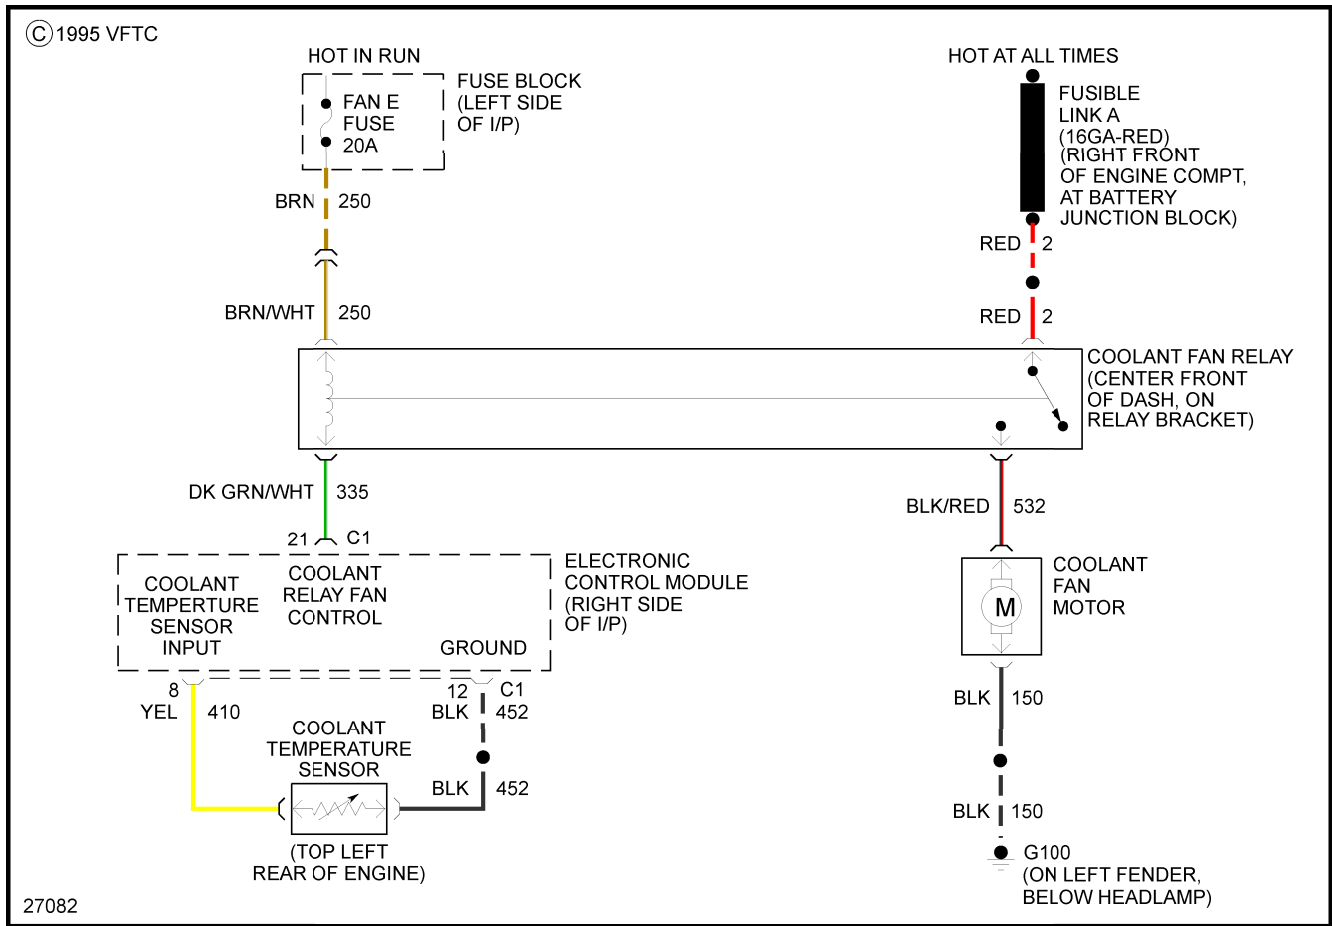 © 1995 VFTC
HOT IN RUN
FAN E
FUSE
20A
FUSE BLOCK
(LEFT SIDE
OF I/P)
BRN 250
BRN/WHT 250
HOT AT ALL TIMES
FUSIBLE
LINK A
(16GA-RED)
(RIGHT FRONT
OF ENGINE COMPT,
AT BATTERY
JUNCTION BLOCK)
RED 2
RED 2
COOLANT FAN RELAY
(CENTER FRONT
OF DASH, ON
RELAY BRACKET)
DK GRN/WHT 335
21 C1
BLK/RED 532
COOLANT
TEMPERTURE
SENSOR
INPUT
COOLANT
RELAY FAN
CONTROL
GROUND
ELECTRONIC
CONTROL MODULE
(RIGHT SIDE
OF I/P)
M
COOLANT
FAN
MOTOR
8
YEL 410
12 C1
BLK 452
COOLANT
TEMPERATURE
SENSOR
BLK 452
(TOP LEFT
REAR OF ENGINE)
BLK 150
BLK 150
G100
(ON LEFT FENDER,
BELOW HEADLAMP)
27082